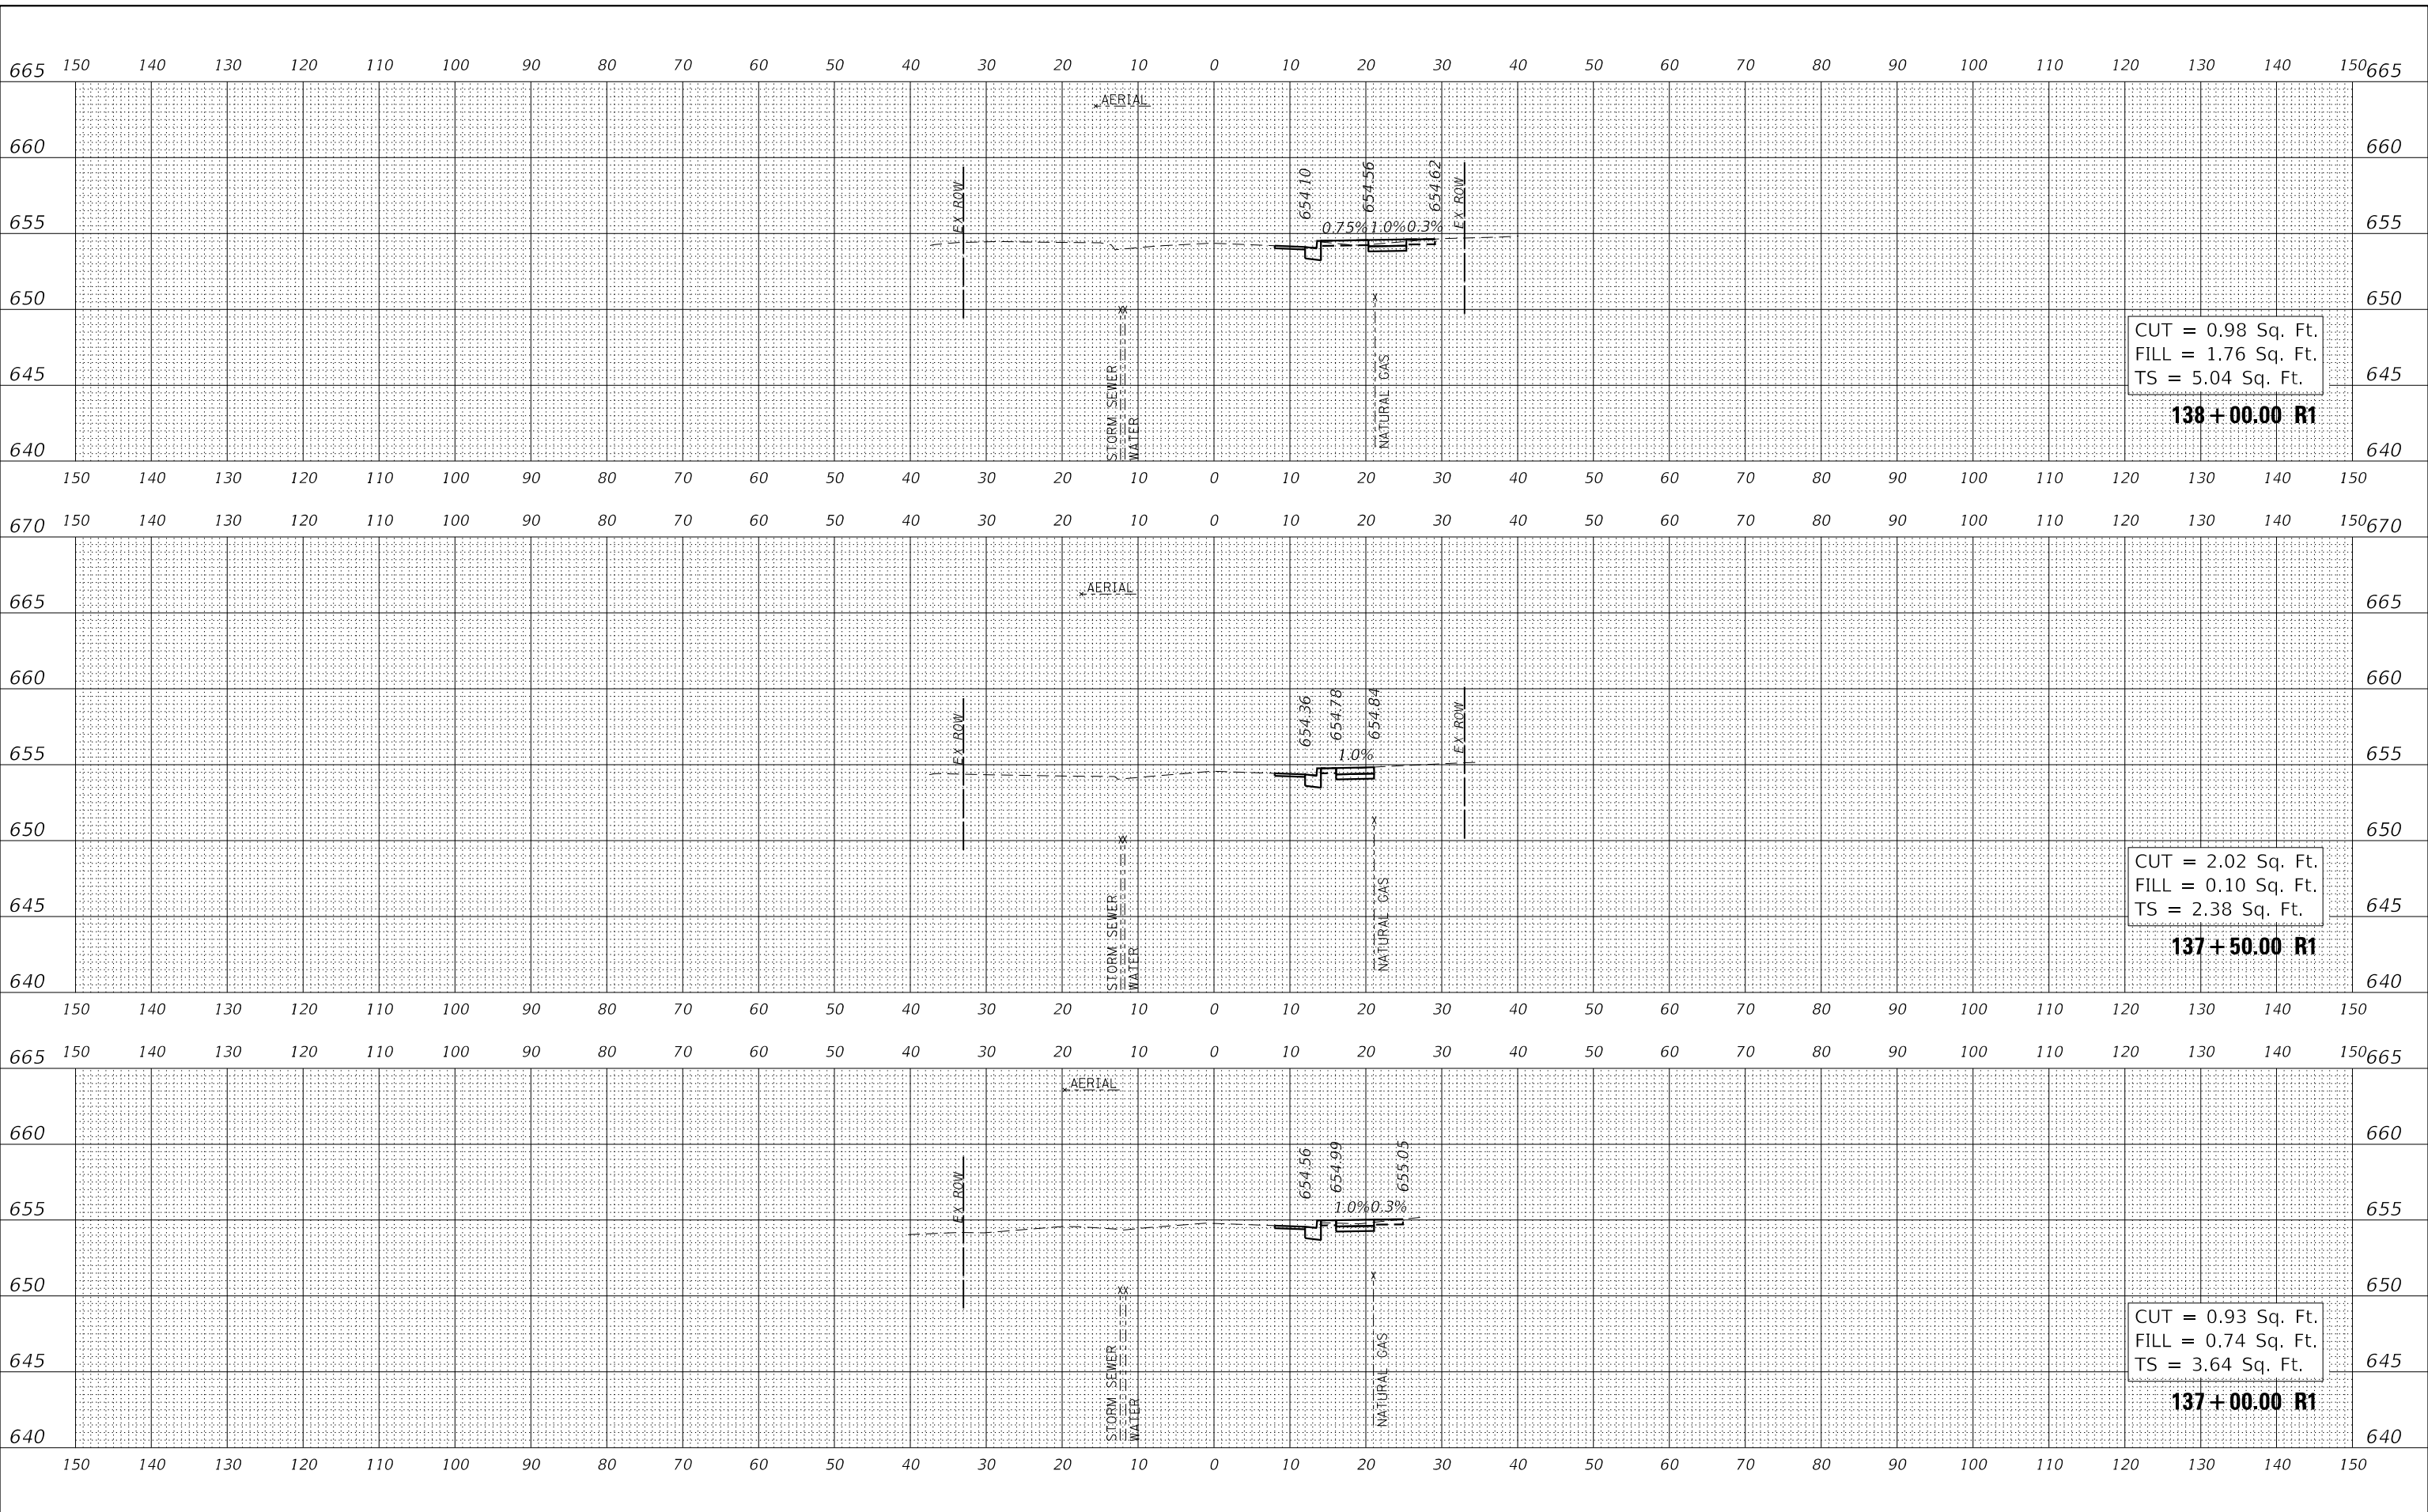 665 150 140 130 120 110 100 90 80 70 60 50 40 30 20 10 0 10 20 30 40 50 60 70 80 90 100 110 120 130 140 150 665
AERIAL
660 660
EX ROW 654.10 654.56 654.62 EX ROW
655 0.75% 1.0% 0.3% 655
650 650
CUT = 0.98 Sq. Ft.
FILL = 1.76 Sq. Ft.
645 TS = 5.04 Sq. Ft. 645
STORM SEWER WATER NATURAL GAS
138+00.00 R1
640 640
150 140 130 120 110 100 90 80 70 60 50 40 30 20 10 0 10 20 30 40 50 60 70 80 90 100 110 120 130 140 150
670 150 140 130 120 110 100 90 80 70 60 50 40 30 20 10 0 10 20 30 40 50 60 70 80 90 100 110 120 130 140 150 670
AERIAL
665 665
660 660
EX ROW 654.36 654.78 654.84 EX ROW
655 1.0% 655
650 650
CUT = 2.02 Sq. Ft.
FILL = 0.10 Sq. Ft.
645 TS = 2.38 Sq. Ft. 645
STORM SEWER WATER NATURAL GAS
137+50.00 R1
640 640
150 140 130 120 110 100 90 80 70 60 50 40 30 20 10 0 10 20 30 40 50 60 70 80 90 100 110 120 130 140 150
665 150 140 130 120 110 100 90 80 70 60 50 40 30 20 10 0 10 20 30 40 50 60 70 80 90 100 110 120 130 140 150 665
AERIAL
660 660
EX ROW 654.56 654.99 655.05
655 1.0% 0.3% 655
650 650
CUT = 0.93 Sq. Ft.
FILL = 0.74 Sq. Ft.
645 TS = 3.64 Sq. Ft. 645
STORM SEWER WATER NATURAL GAS
137+00.00 R1
640 640
150 140 130 120 110 100 90 80 70 60 50 40 30 20 10 0 10 20 30 40 50 60 70 80 90 100 110 120 130 140 150